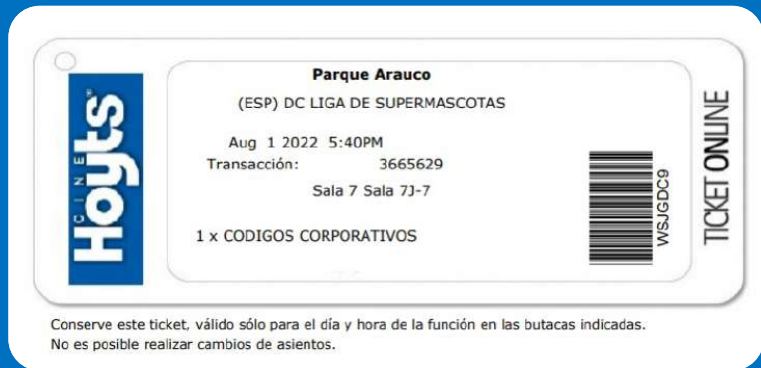 Parque Arauco
(ESP) DC LIGA DE SUPERMASCOTAS
Aug 1 2022 5:40PM
Transacción: 3665629
Sala 7 Sala 7J-7
1 x CODIGOS CORPORATIVOS
CINE
Hoyts
WSJGDC9
TICKET ONLINE
Conserve este ticket, válido sólo para el día y hora de la función en las butacas indicadas.
No es posible realizar cambios de asientos.